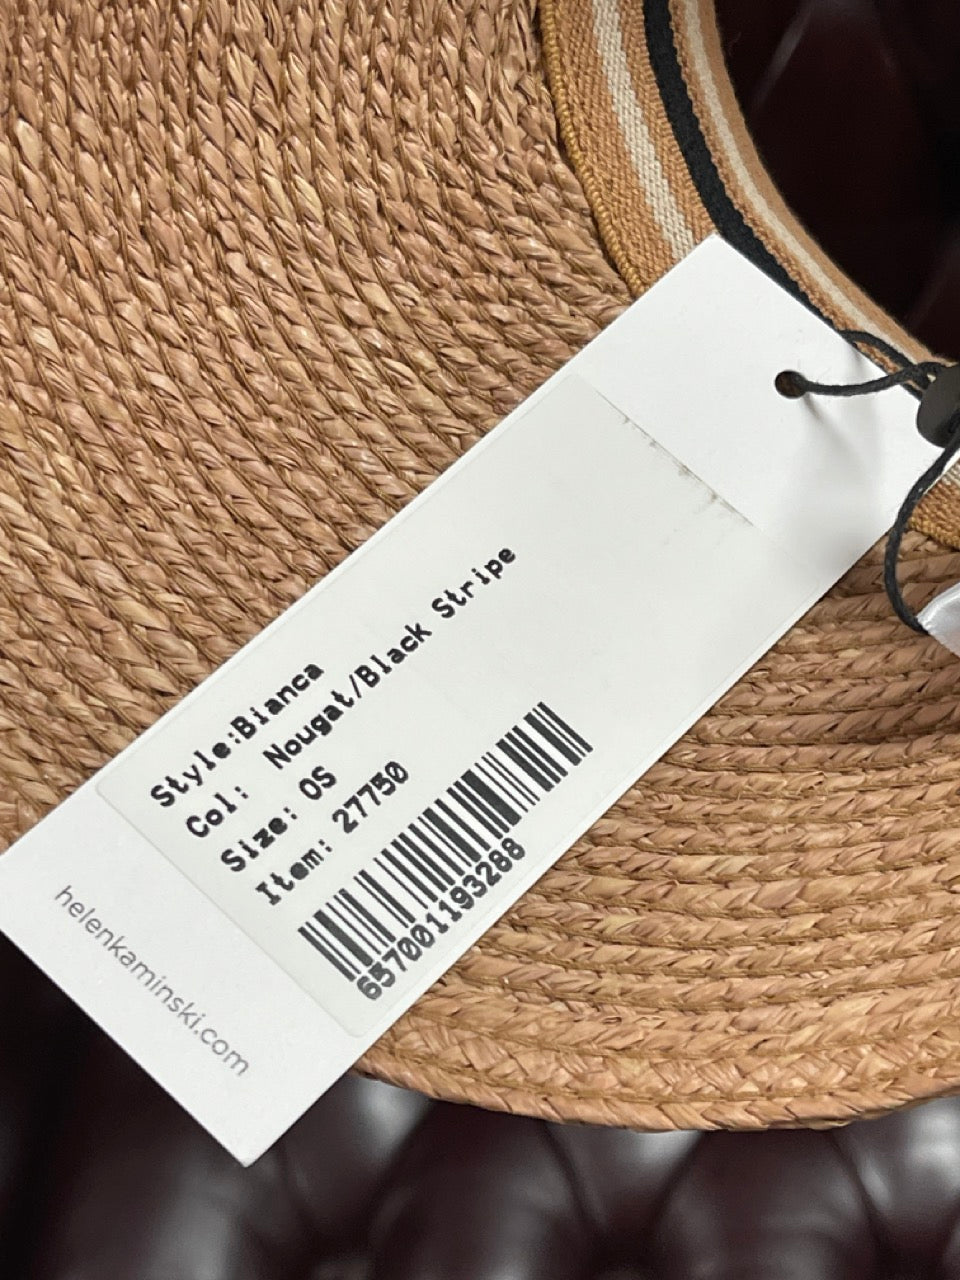 Style:Bianca
Col: Nougat/Black Stripe
Size: OS
Item: 27750
657001193288
helenkaminski.com